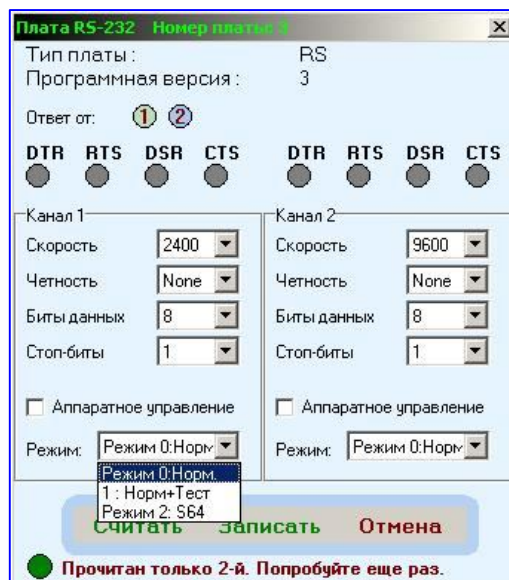 Плата RS-232 Номер платы: 3
Тип платы : RS
Программная версия : 3
Ответ от: 1 2
DTR RTS DSR CTS DTR RTS DSR CTS
Канал 1 Канал 2
Скорость 2400 Скорость 9600
Четность None Четность None
Биты данных 8 Биты данных 8
Стоп-биты 1 Стоп-биты 1
Аппаратное управление Аппаратное управление
Режим: Режим 0:Норм Режим: Режим 0:Норм
Режим 0:Норм.
1 : Норм+Тест
Режим 2: S64
Считать Записать Отмена
Прочитан только 2-й. Попробуйте еще раз.